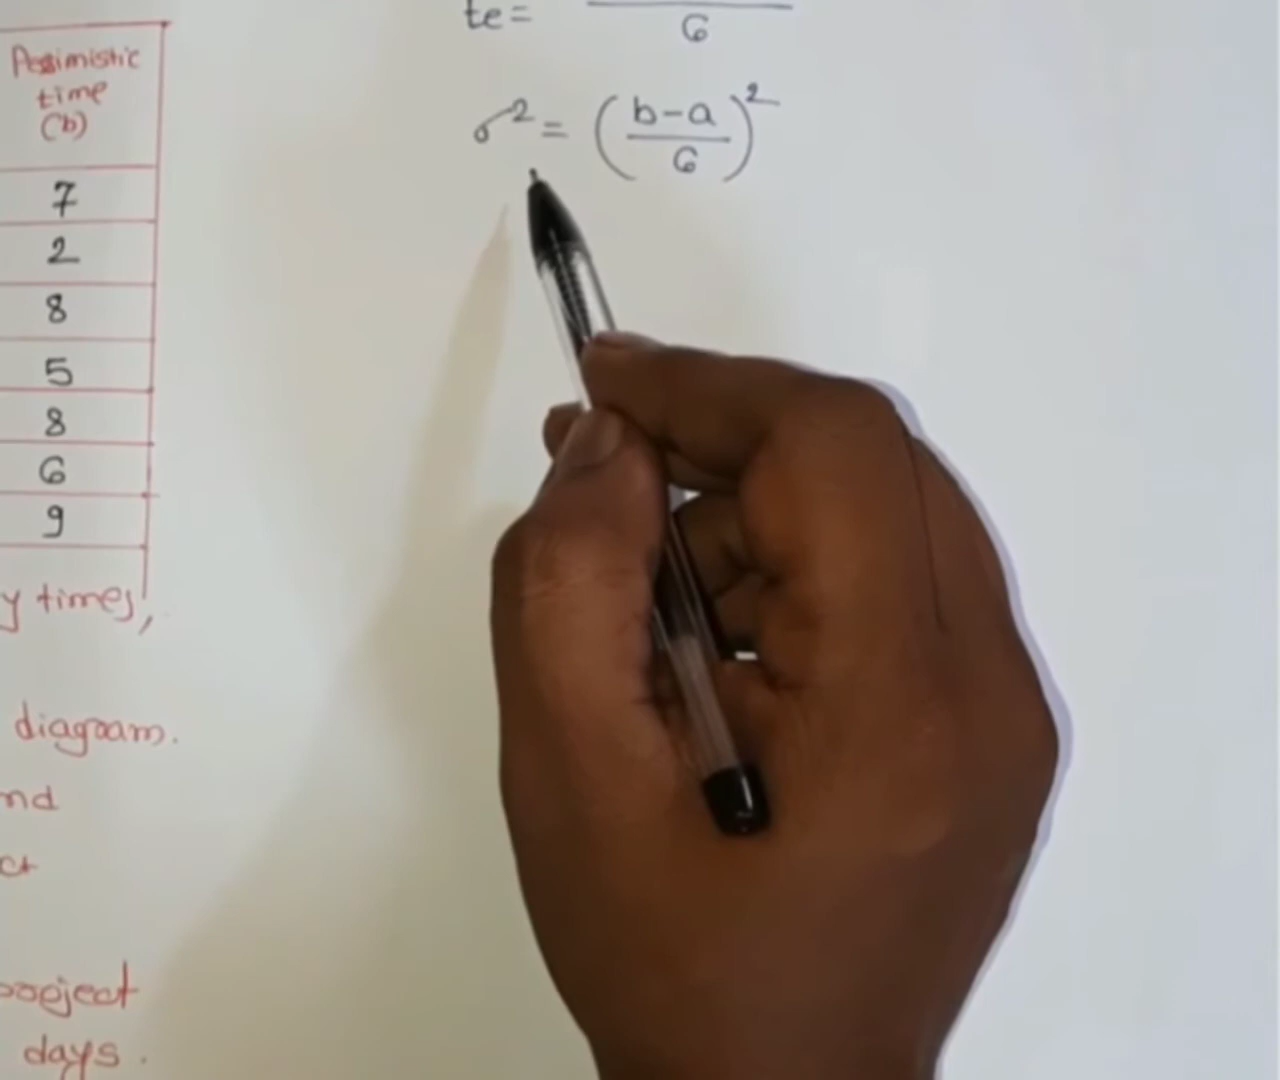 Pessimistic
time
(b)
7
2
8
5
8
6
9
y times,
diagram.
nd
ct
project
days.
te = 6
σ² = (b-a/6)²